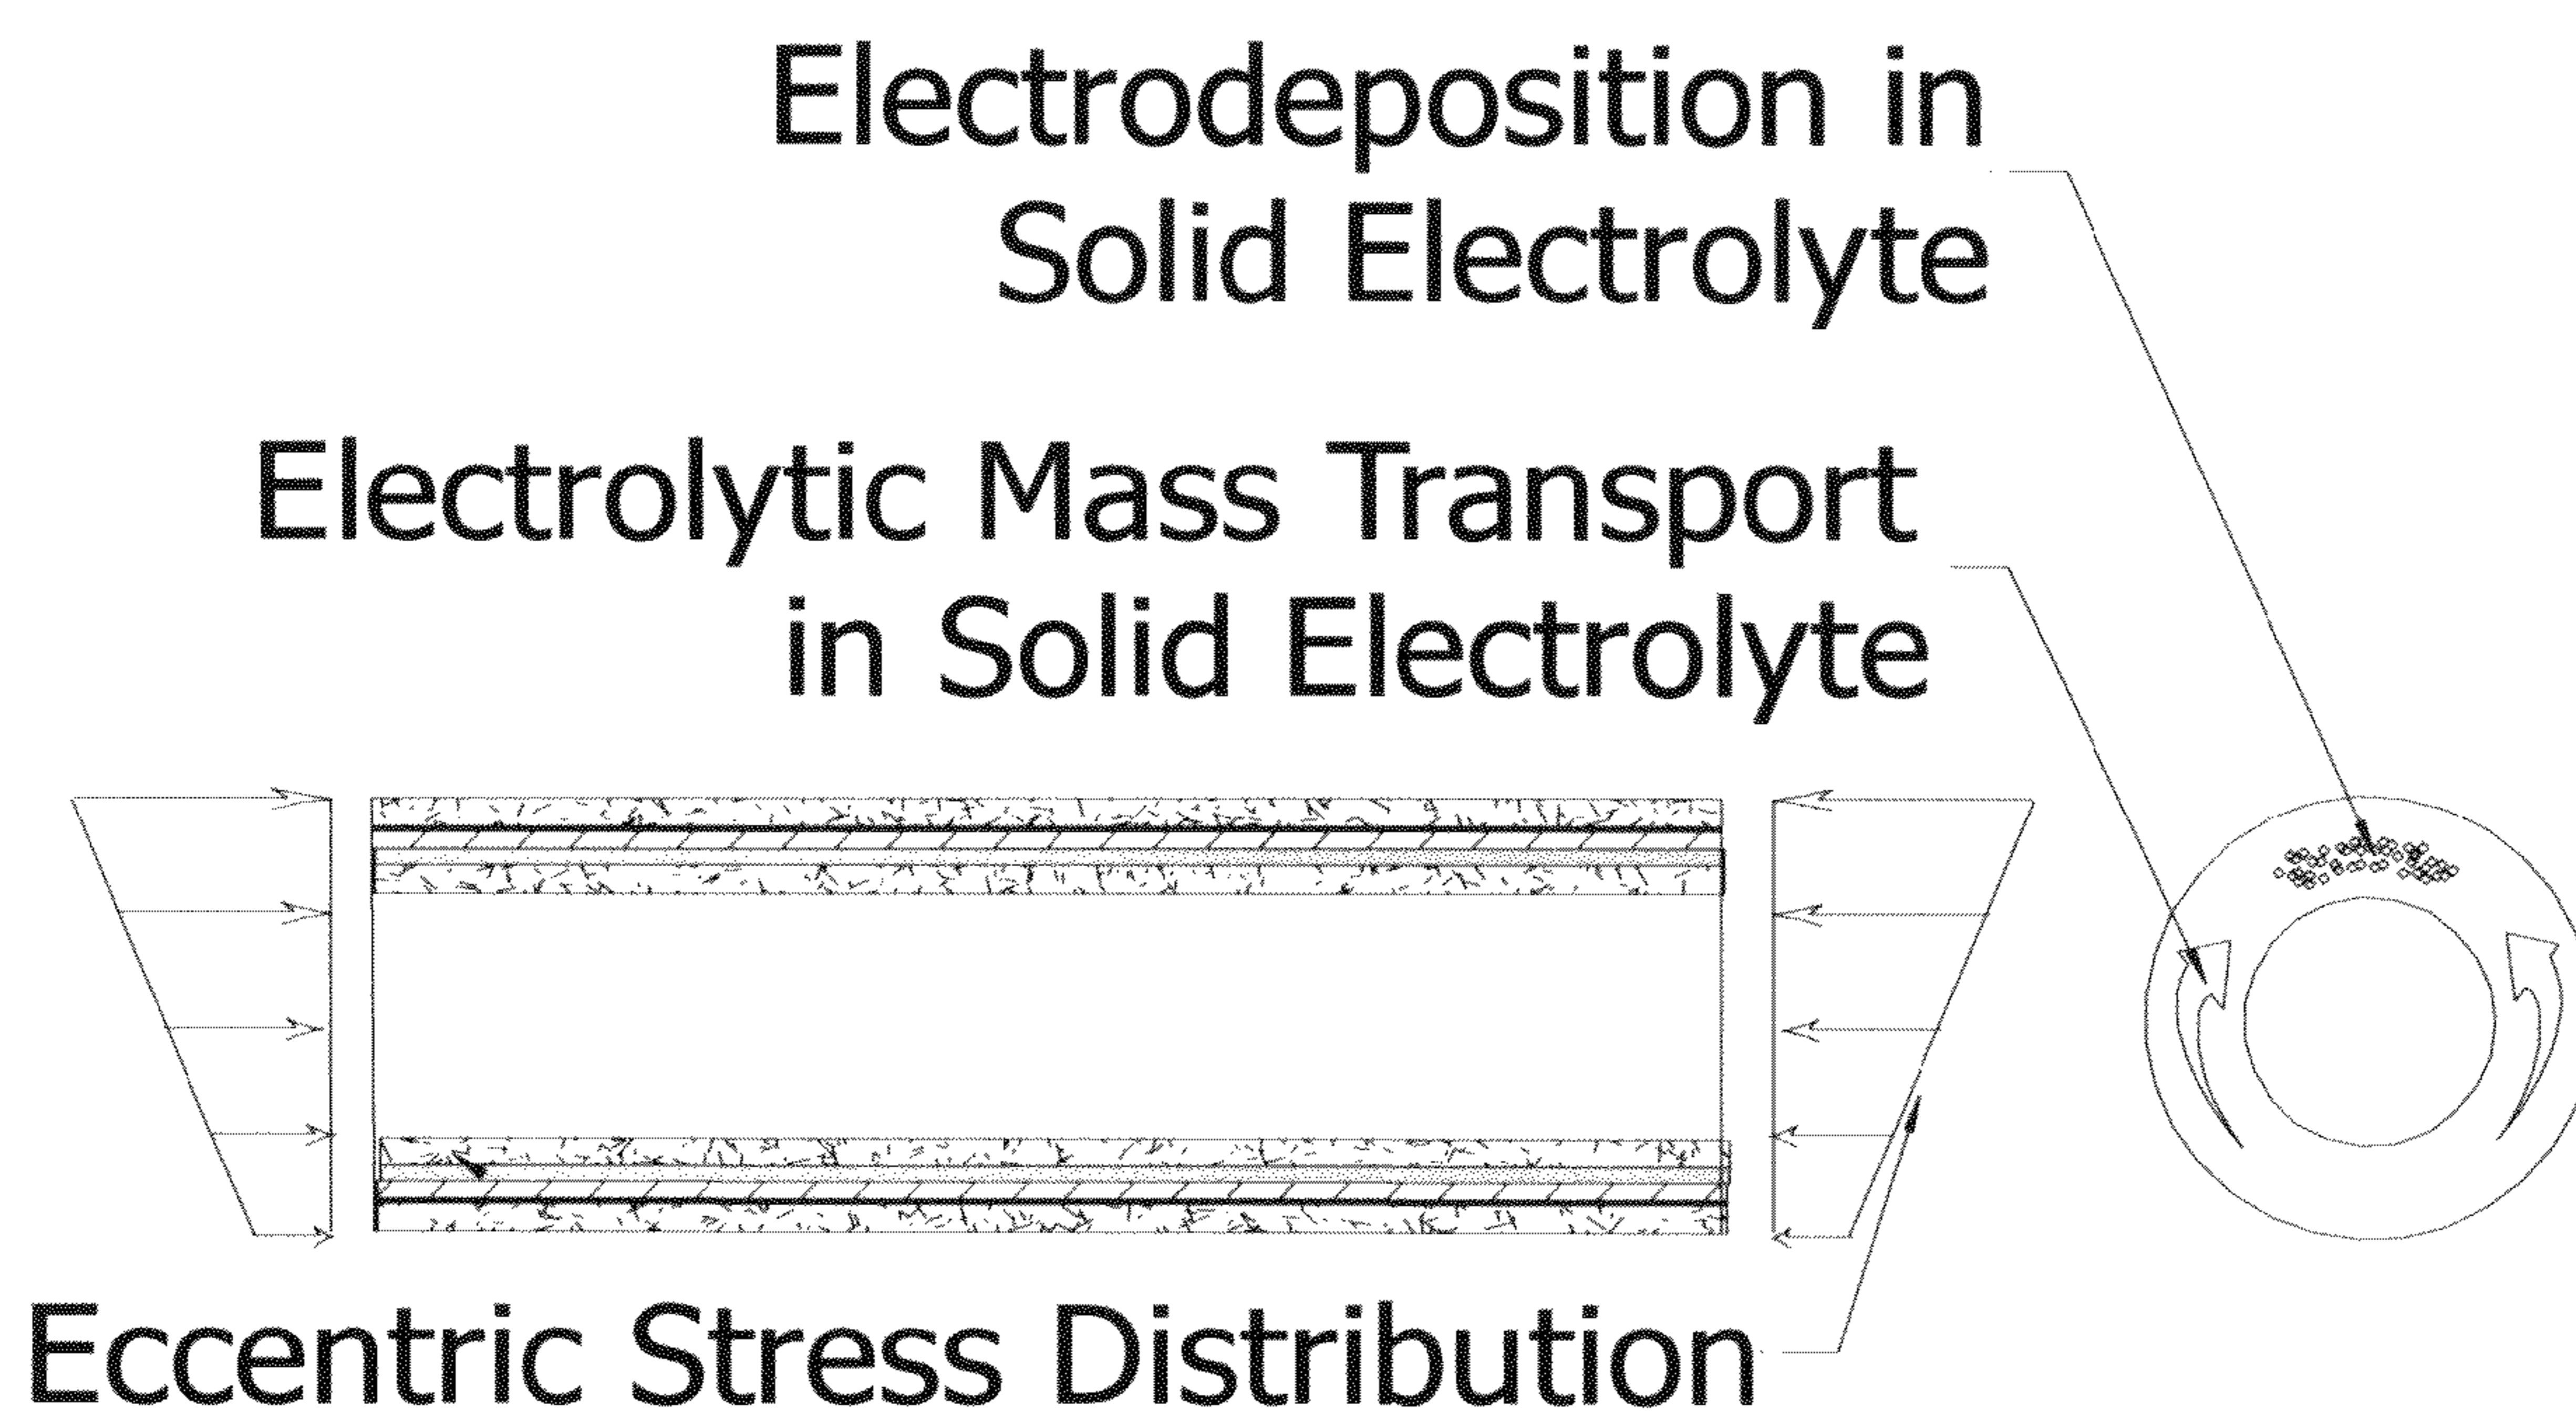 Electrodeposition in
Solid Electrolyte
Electrolytic Mass Transport
in Solid Electrolyte
Eccentric Stress Distribution